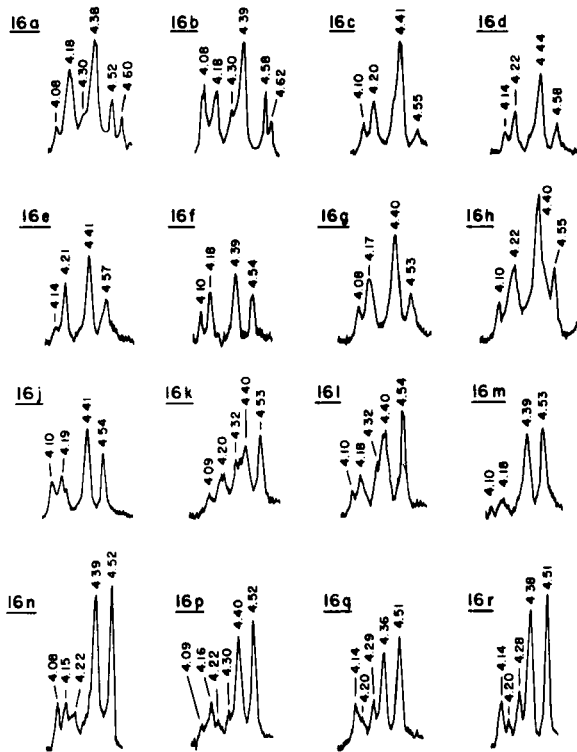 16a 4.08 4.18 4.30 4.38 4.52 4.60
16b 4.08 4.18 4.30 4.39 4.58 4.62
16c 4.10 4.20 4.41 4.55
16d 4.14 4.22 4.44 4.58
16e 4.14 4.21 4.41 4.57
16f 4.10 4.18 4.39 4.54
16g 4.08 4.17 4.40 4.53
16h 4.10 4.22 4.40 4.55
16j 4.10 4.19 4.41 4.54
16k 4.09 4.20 4.32 4.40 4.53
16l 4.10 4.18 4.32 4.40 4.54
16m 4.10 4.18 4.39 4.53
16n 4.08 4.15 4.22 4.39 4.52
16p 4.09 4.16 4.22 4.30 4.40 4.52
16q 4.14 4.20 4.29 4.36 4.51
16r 4.14 4.20 4.28 4.38 4.51